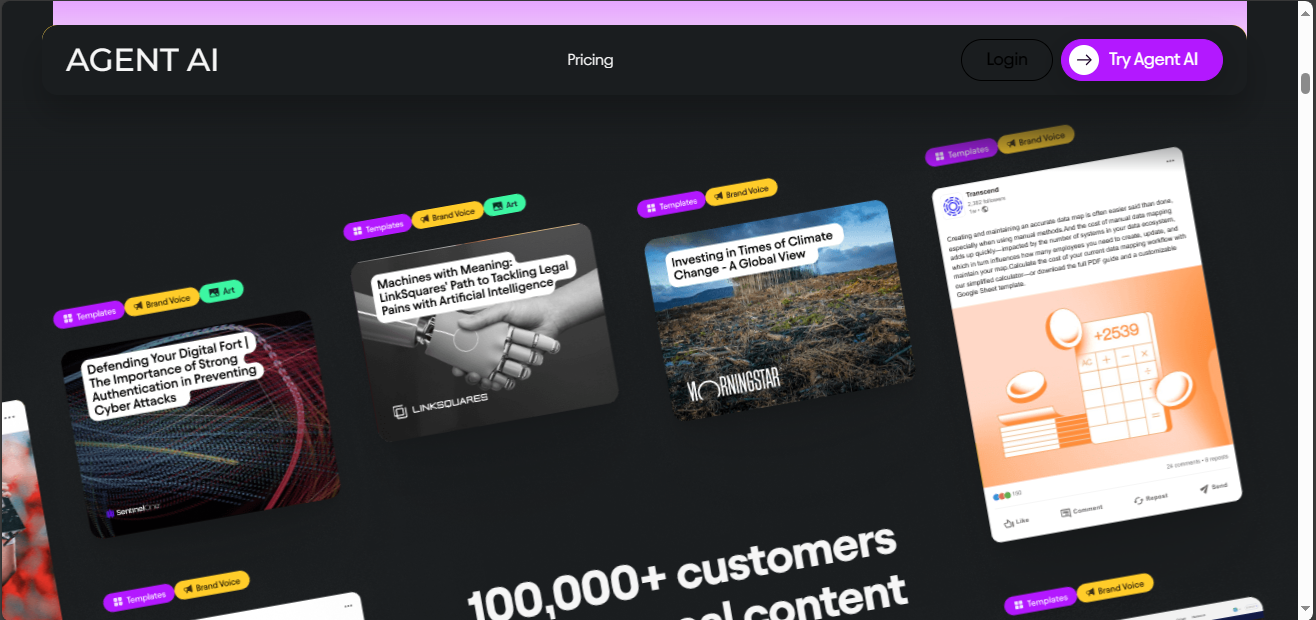 AGENT AI
Pricing
Login
Try Agent AI
Templates
Brand Voice
Templates
Brand Voice
Art
Templates
Brand Voice
Templates
Brand Voice
Art
Transcend
2,382 followers
1w •
Creating and maintaining an accurate data map is often easier said than done,
especially when using manual methods.And the cost of manual data mapping
adds up quickly—impacted by the number of systems in your data ecosystem,
which in turn influences how many employees you need to create, update, and
maintain your map.Calculate the cost of your current data mapping workflow with
our simplified calculator—or download the full PDF guide and a customizable
Google Sheet template.
+2539
AC
24 comments • 8 reposts
190
Like
Comment
Repost
Send
Investing in Times of Climate
Change - A Global View
MORNINGSTAR
Machines with Meaning:
LinkSquares' Path to Tackling Legal
Pains with Artificial Intelligence
LINKSQUARES
Defending Your Digital Fort |
The Importance of Strong
Authentication in Preventing
Cyber Attacks
SentinelOne
100,000+ customers
content
Templates
Brand Voice
Templates
Brand Voice